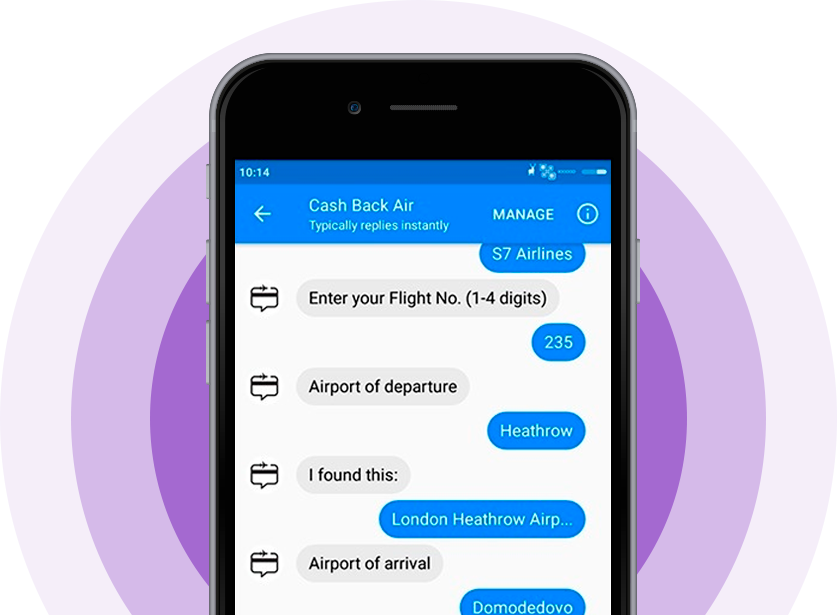 10:14
Cash Back Air
Typically replies instantly
MANAGE
S7 Airlines
Enter your Flight No. (1-4 digits)
235
Airport of departure
Heathrow
I found this:
London Heathrow Airp...
Airport of arrival
Domodedovo